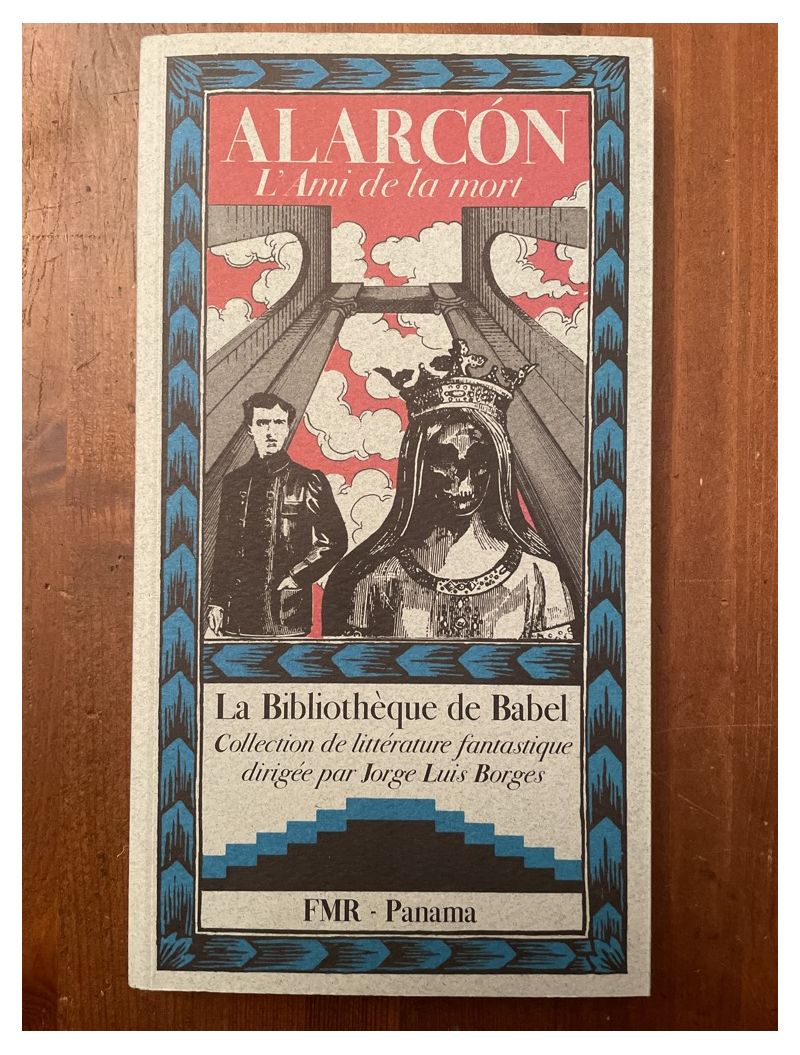 ALARCÓN
L'Ami de la mort
La Bibliothèque de Babel
Collection de littérature fantastique
dirigée par Jorge Luis Borges
FMR - Panama